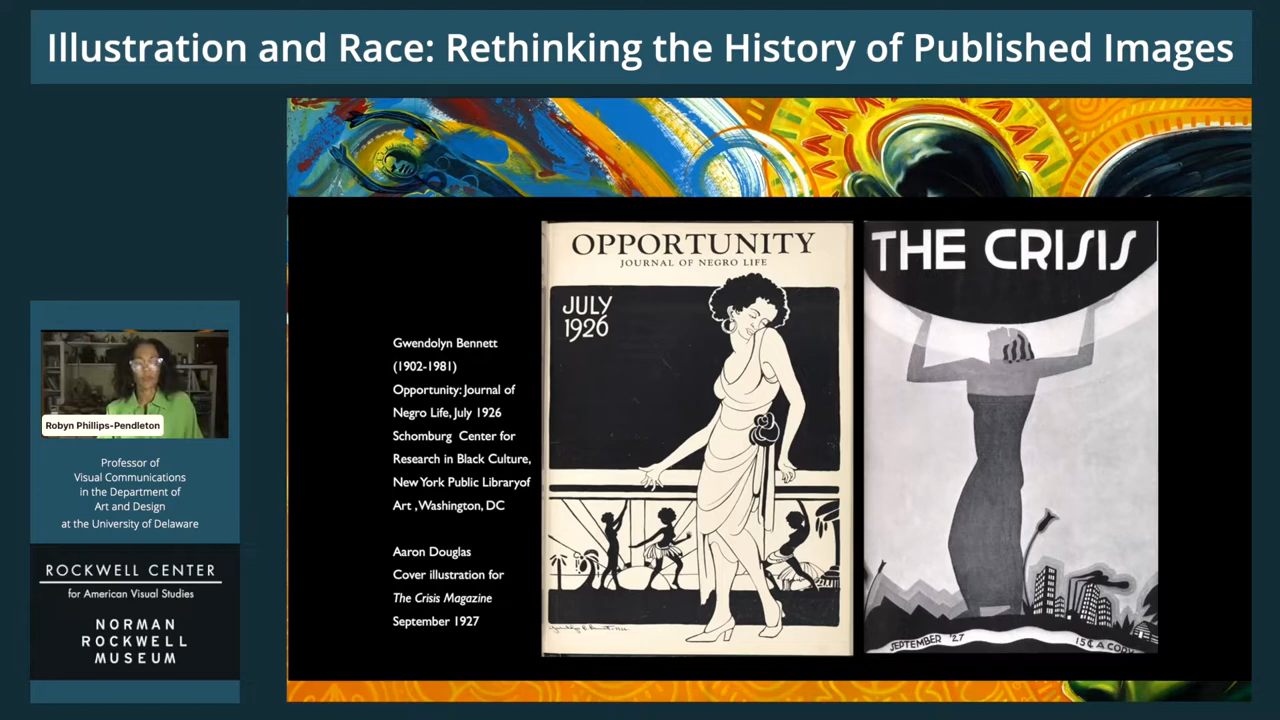 Illustration and Race: Rethinking the History of Published Images
Robyn Phillips-Pendleton
Professor of
Visual Communications
in the Department of
Art and Design
at the University of Delaware
ROCKWELL CENTER
for American Visual Studies
NORMAN
ROCKWELL
MUSEUM
Gwendolyn Bennett
(1902-1981)
Opportunity: Journal of
Negro Life, July 1926
Schomburg Center for
Research in Black Culture,
New York Public Libraryof
Art , Washington, DC
Aaron Douglas
Cover illustration for
The Crisis Magazine
September 1927
OPPORTUNITY
JOURNAL OF NEGRO LIFE
JULY
1926
THE CRISIS
SEPTEMBER '27
15¢ A COPY